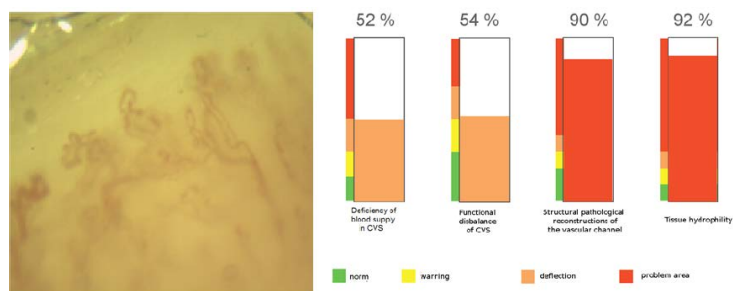 52 %
54 %
90 %
92 %
Deficiency of
blood suppy
in CVS
Functional
disbalance
of CVS
Structural pathological
reconstructions of
the vascular channel
Tissue hydrophility
norm
warring
deflection
problem area